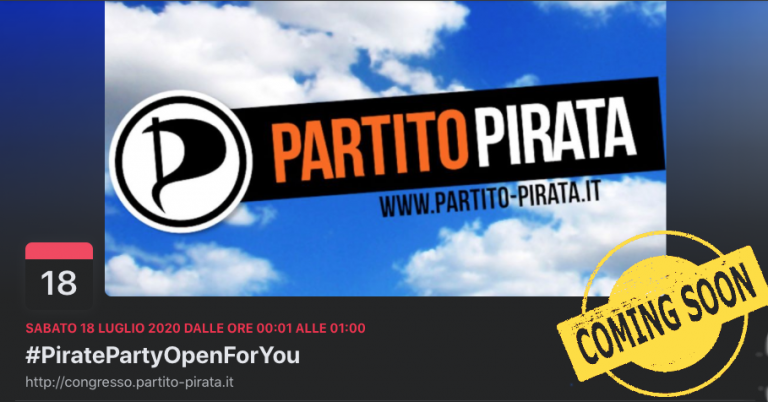 PARTITO PIRATA
WWW.PARTITO-PIRATA.IT
18
SABATO 18 LUGLIO 2020 DALLE ORE 00:01 ALLE 01:00
#PiratePartyOpenForYou
http://congresso.partito-pirata.it
COMING SOON